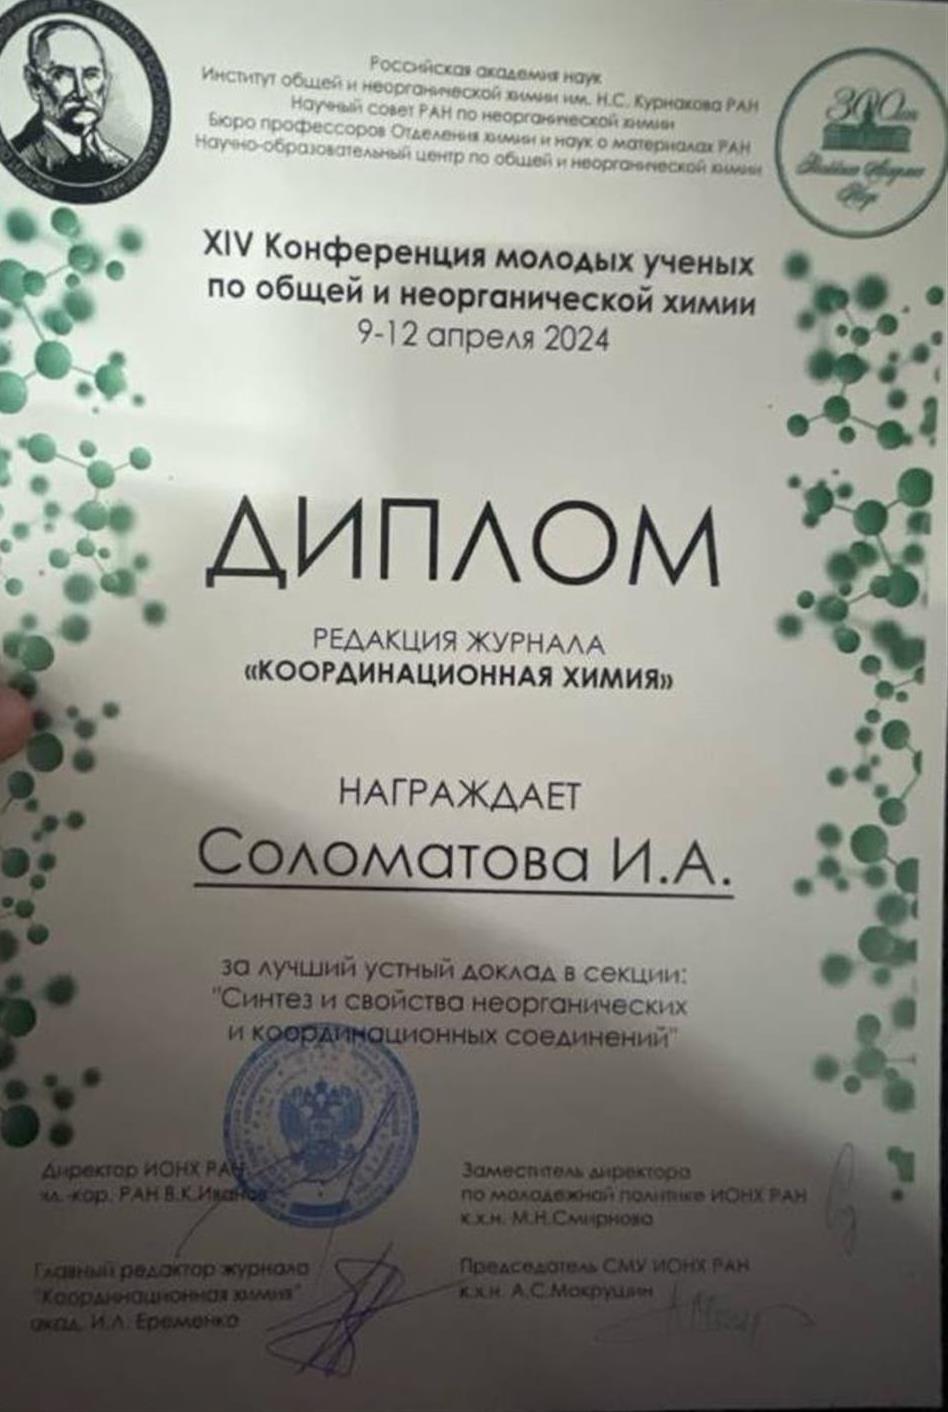 Российская академия наук
Институт общей и неорганической химии им. Н.С. Курнакова РАН
Научный совет РАН по неорганической химии
Бюро профессоров Отделения химии и наук о материалах РАН
Научно-образовательный центр по общей и неорганической химии
300 лет
XIV Конференция молодых ученых
по общей и неорганической химии
9-12 апреля 2024
ДИПЛОМ
РЕДАКЦИЯ ЖУРНАЛА
«КООРДИНАЦИОННАЯ ХИМИЯ»
НАГРАЖДАЕТ
Соломатова И.А.
за лучший устный доклад в секции:
"Синтез и свойства неорганических
и координационных соединений"
Директор ИОНХ РАН
чл.-кор. РАН В.К.Иванов
Заместитель директора
по молодежной политике ИОНХ РАН
к.х.н. М.Н.Смирнова
Главный редактор журнала
"Координационная химия"
акад. И.Л. Еременко
Председатель СМУ ИОНХ РАН
к.х.н. А.С.Мокрушин